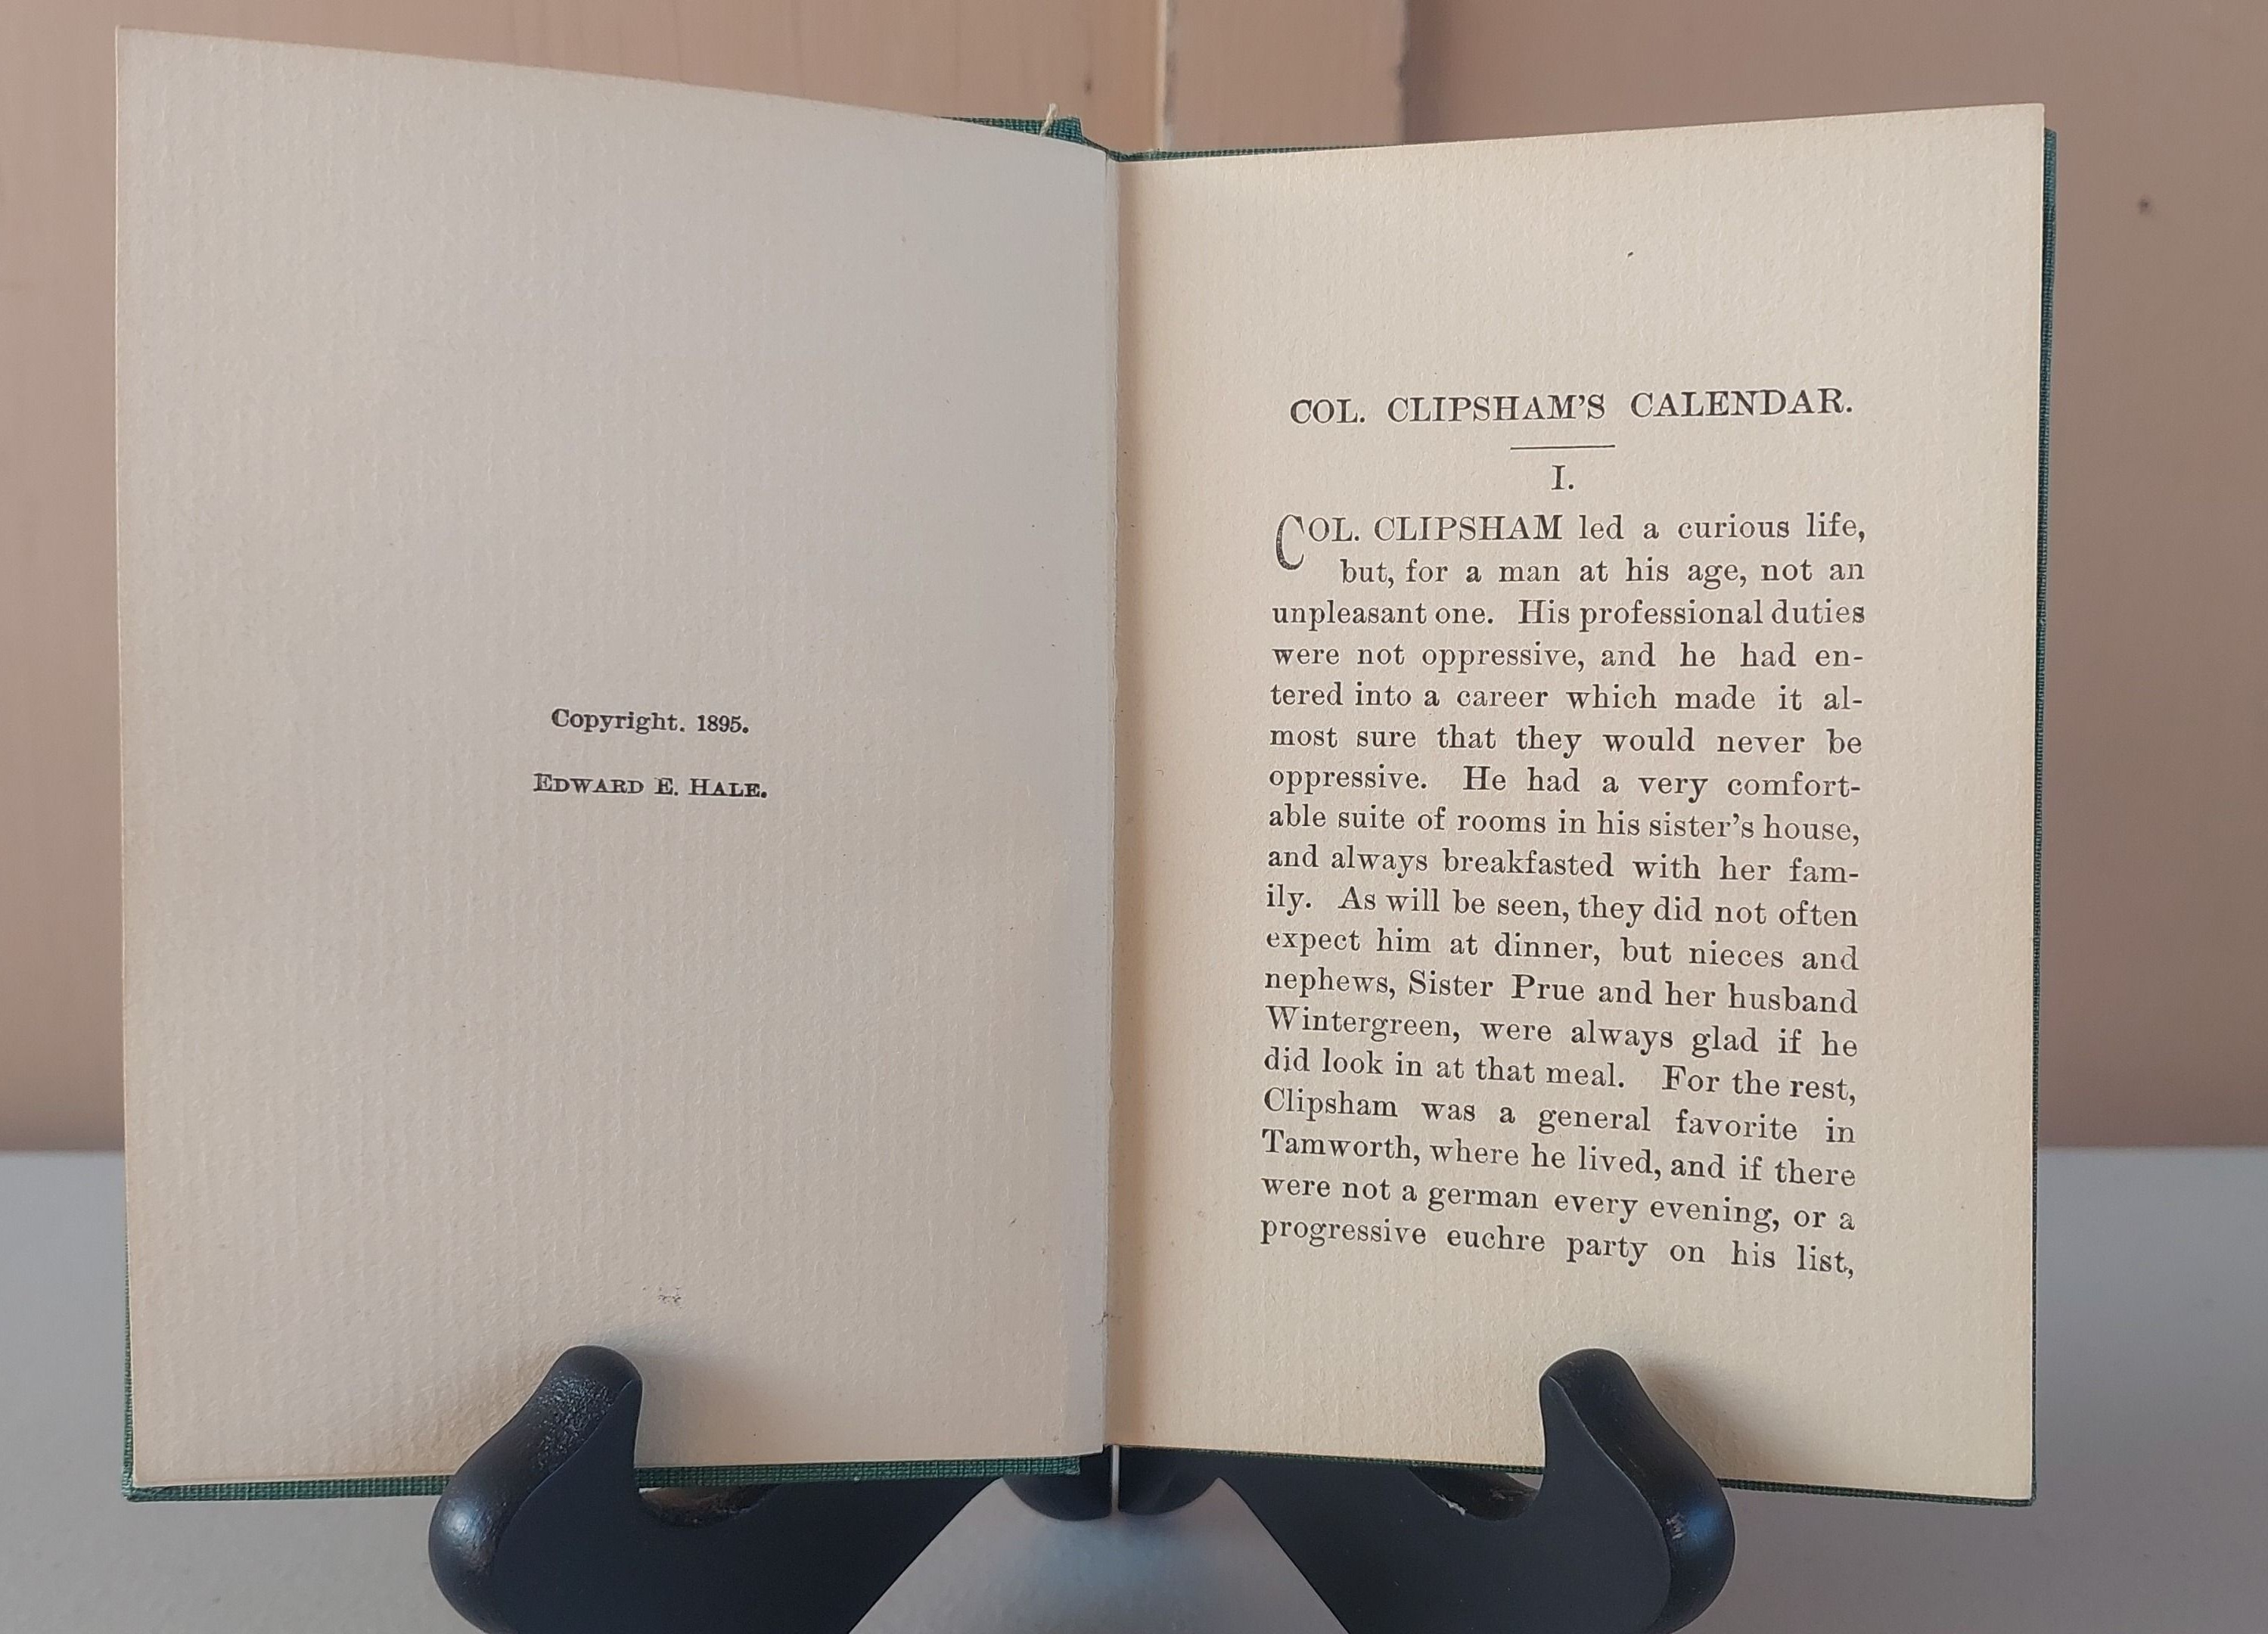 Copyright. 1895.
EDWARD E. HALE.
COL. CLIPSHAM'S CALENDAR.
I.
COL. CLIPSHAM led a curious life,
but, for a man at his age, not an
unpleasant one. His professional duties
were not oppressive, and he had en-
tered into a career which made it al-
most sure that they would never be
oppressive. He had a very comfort-
able suite of rooms in his sister's house,
and always breakfasted with her fam-
ily. As will be seen, they did not often
expect him at dinner, but nieces and
nephews, Sister Prue and her husband
Wintergreen, were always glad if he
did look in at that meal. For the rest,
Clipsham was a general favorite in
Tamworth, where he lived, and if there
were not a german every evening, or a
progressive euchre party on his list,